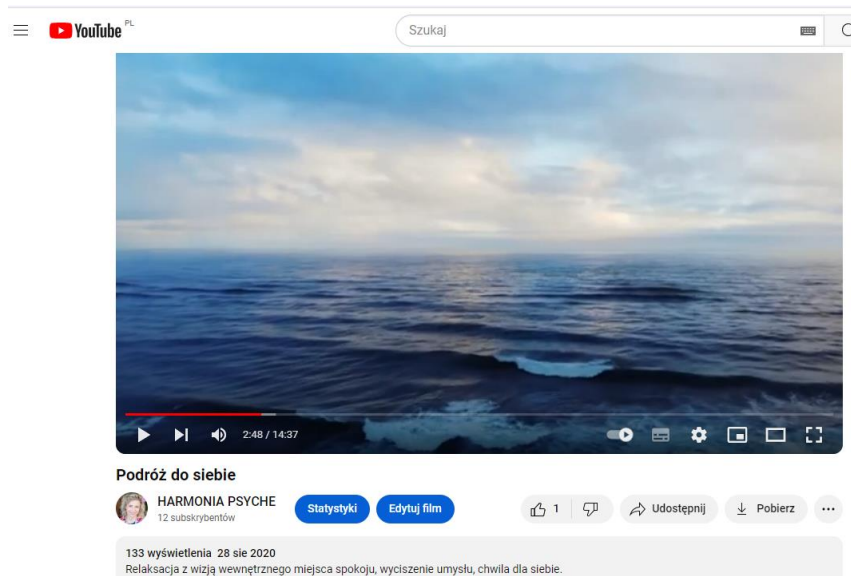 YouTube PL
Szukaj
2:48 / 14:37
Podróż do siebie
HARMONIA PSYCHE
12 subskrybentów
Statystyki
Edytuj film
1
Udostępnij
Pobierz
133 wyświetlenia 28 sie 2020
Relaksacja z wizją wewnętrznego miejsca spokoju, wyciszenie umysłu, chwila dla siebie.